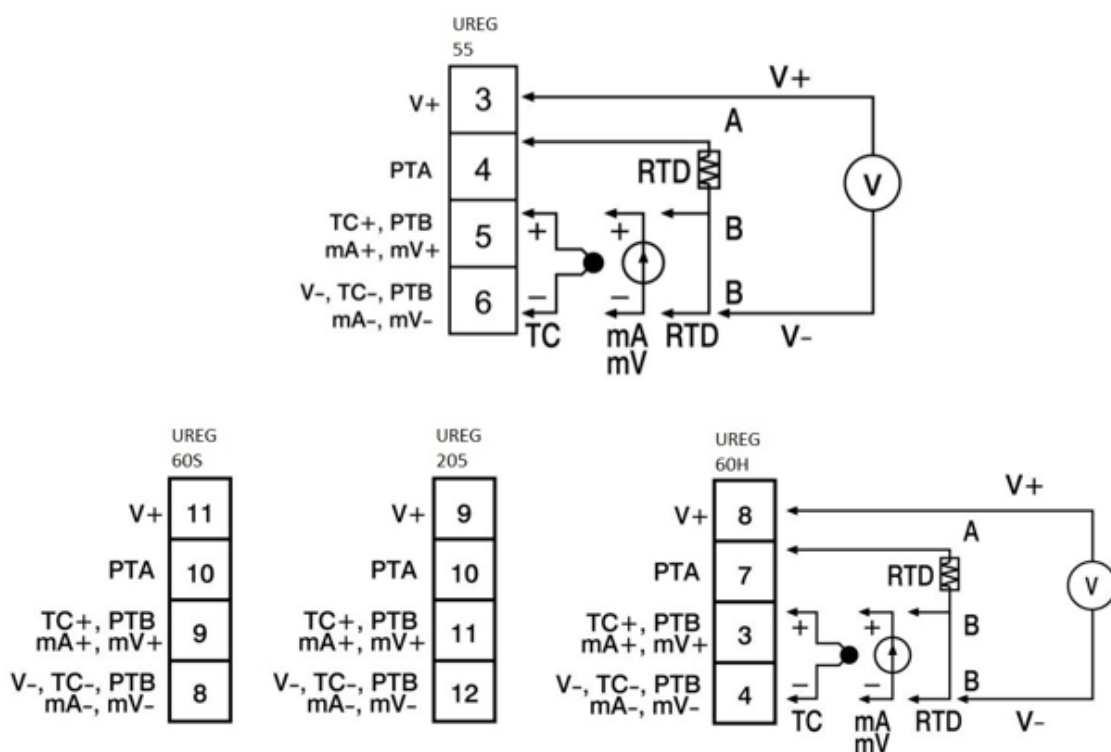 UREG
55
V+
3
PTA
4
TC+, PTB
mA+, mV+
5
V-, TC-, PTB
mA-, mV-
6
V+
A
RTD
V
+
+
B
-
-
B
TC
mA
mV
RTD
V-
UREG
60S
V+
11
PTA
10
TC+, PTB
mA+, mV+
9
V-, TC-, PTB
mA-, mV-
8
UREG
205
V+
9
PTA
10
TC+, PTB
mA+, mV+
11
V-, TC-, PTB
mA-, mV-
12
UREG
60H
V+
8
PTA
7
TC+, PTB
mA+, mV+
3
V-, TC-, PTB
mA-, mV-
4
V+
A
RTD
V
+
+
B
-
-
B
TC
mA
mV
RTD
V-